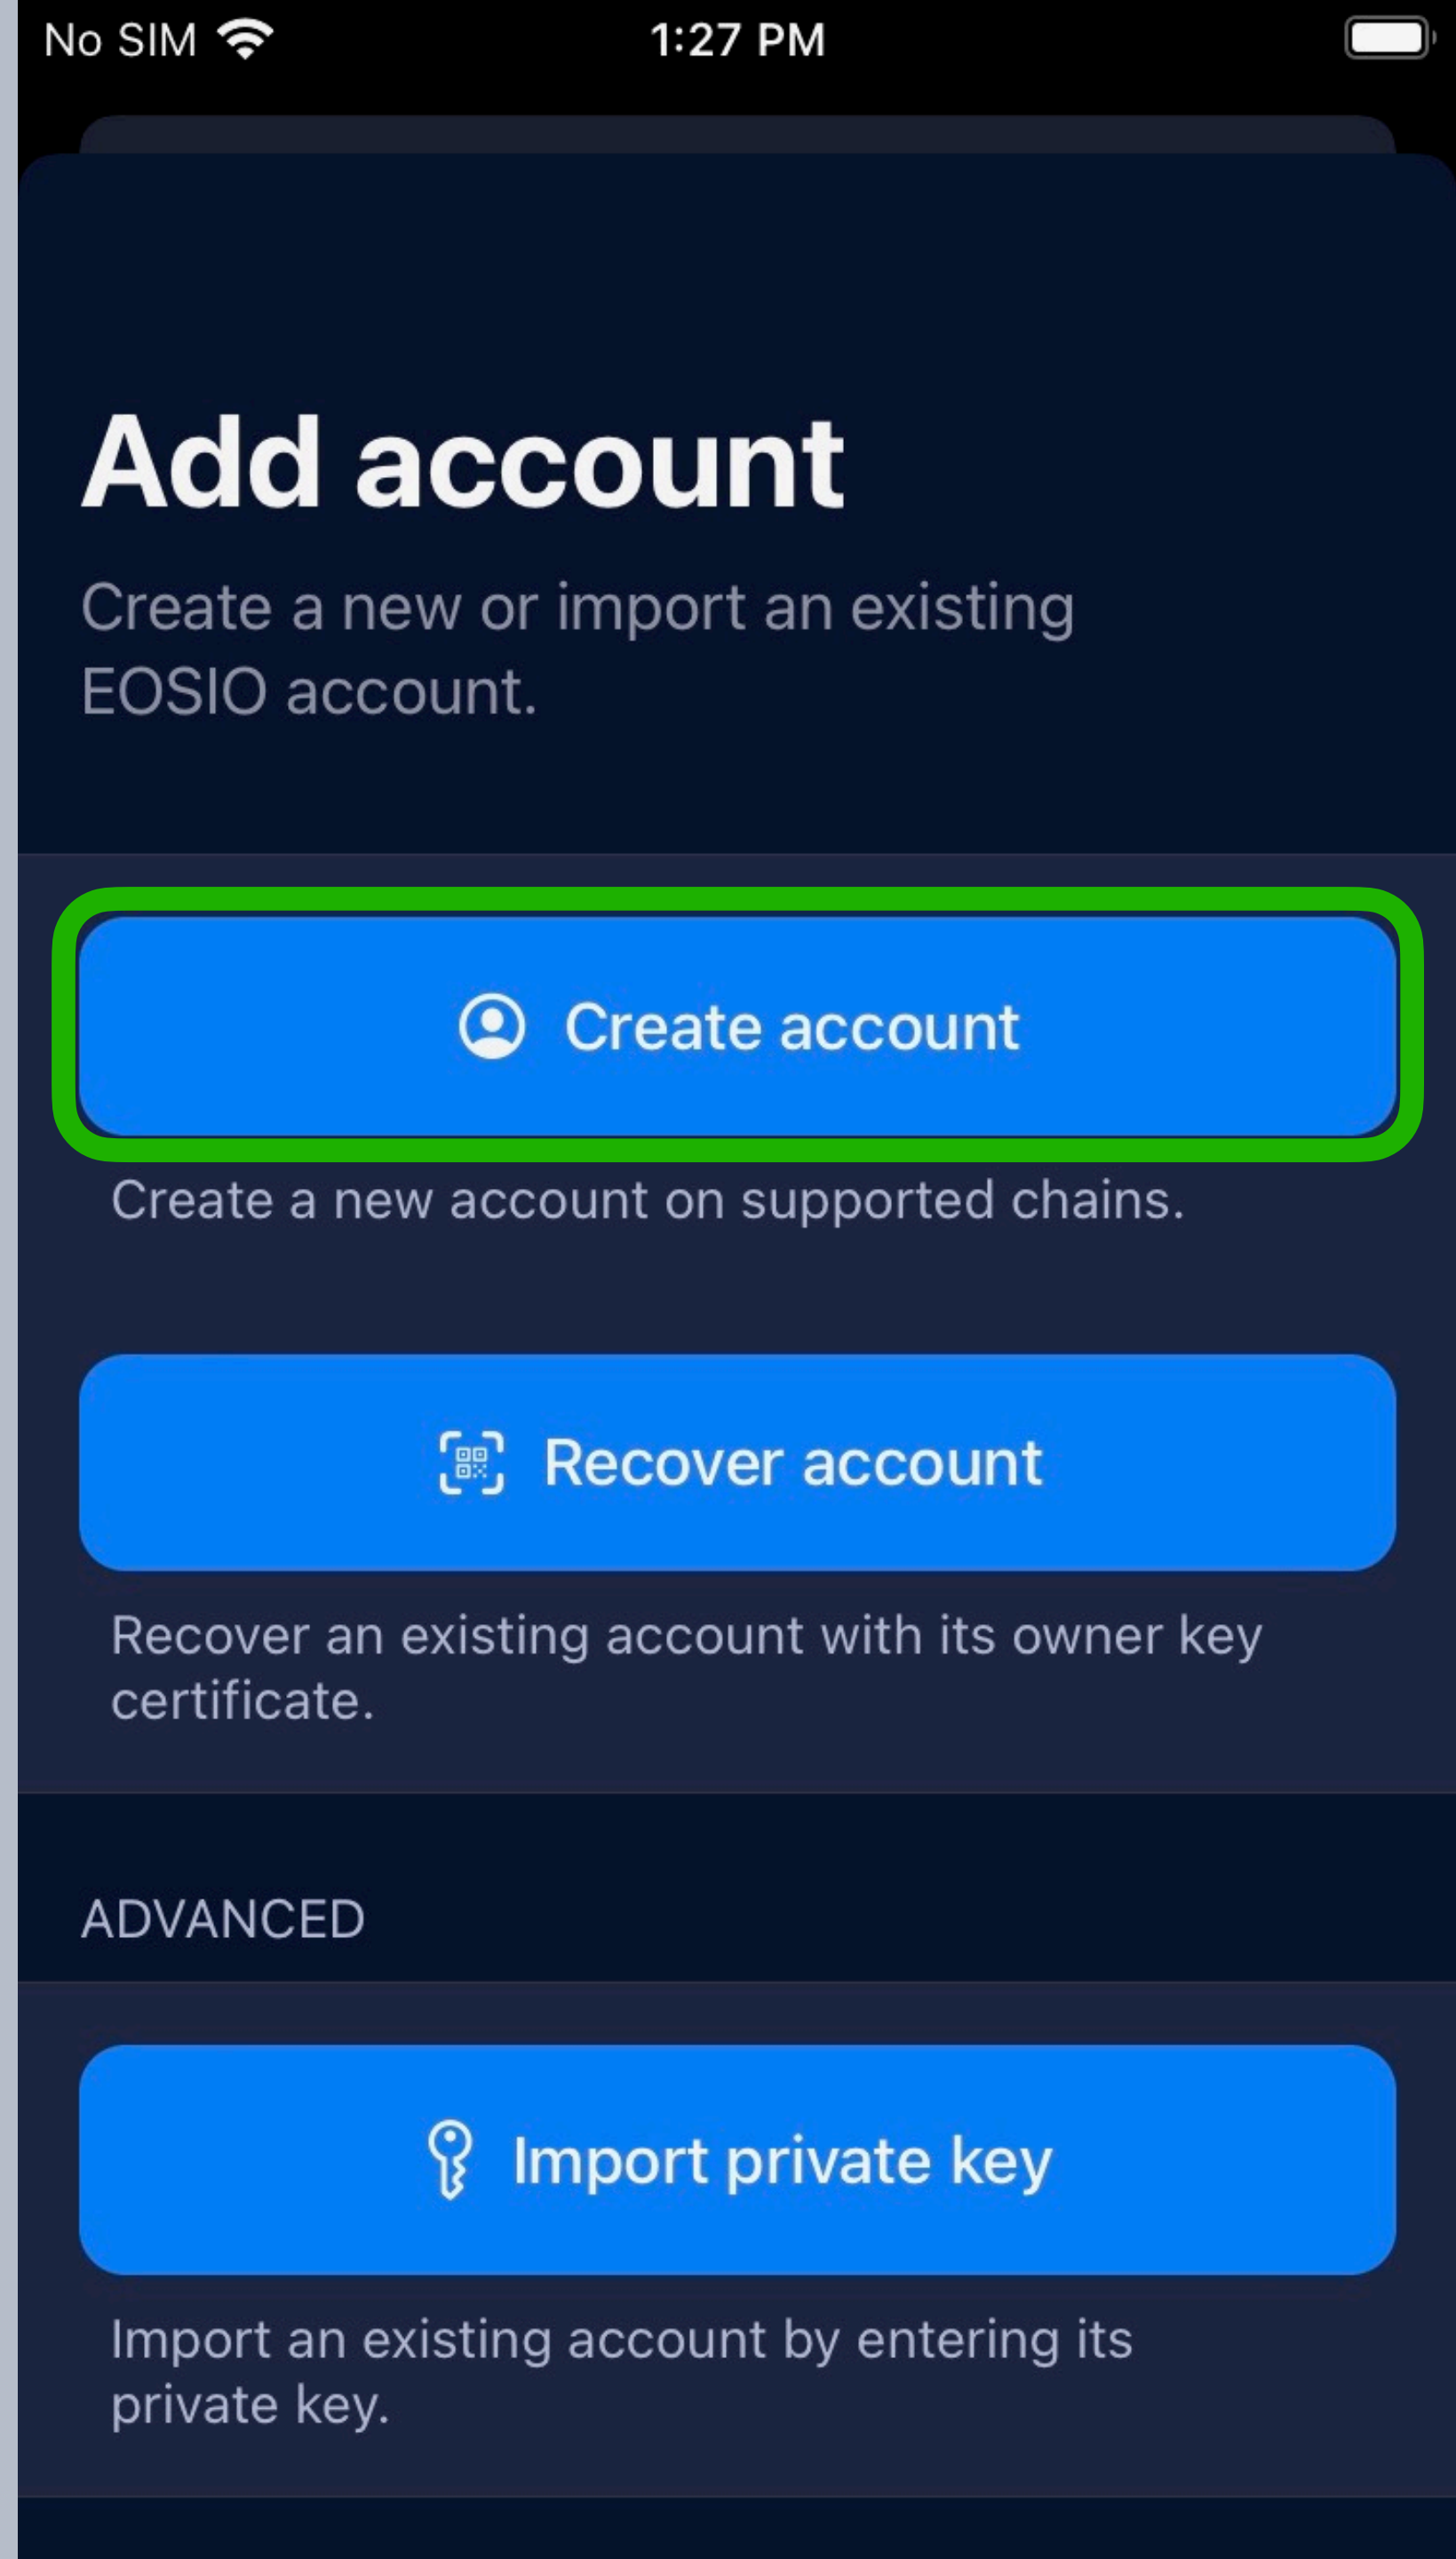 No SIM
1:27 PM
Add account
Create a new or import an existing
EOSIO account.
Create account
Create a new account on supported chains.
Recover account
Recover an existing account with its owner key
certificate.
ADVANCED
Import private key
Import an existing account by entering its
private key.